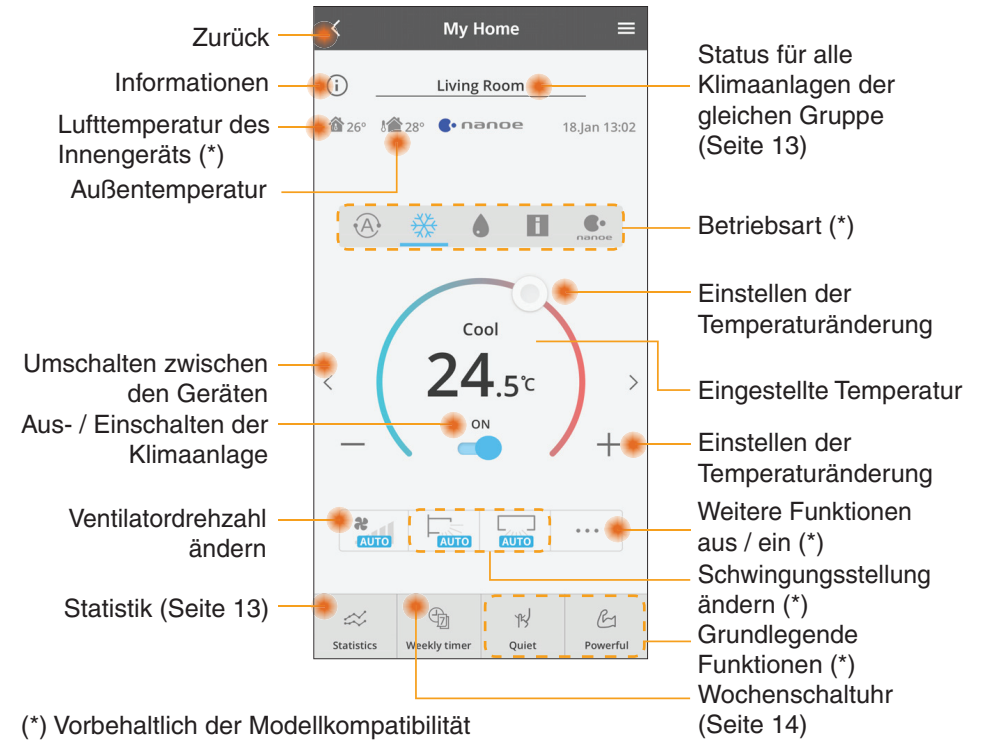 My Home
Zurück
Informationen
Living Room
Status für alle
Klimaanlagen der
gleichen Gruppe
(Seite 13)
Lufttemperatur des
Innengeräts (*)
26°
28°
nanoe
18.Jan 13:02
Außentemperatur
A
i
nanoe
Betriebsart (*)
Einstellen der
Temperaturänderung
Cool
24.5°C
ON
Umschalten zwischen
den Geräten
Eingestellte Temperatur
Aus- / Einschalten der
Klimaanlage
Einstellen der
Temperaturänderung
Ventilatordrehzahl
ändern
AUTO
AUTO
AUTO
Weitere Funktionen
aus / ein (*)
Schwingungsstellung
ändern (*)
Statistik (Seite 13)
Statistics
Weekly timer
Quiet
Powerful
Grundlegende
Funktionen (*)
Wochenschaltuhr
(Seite 14)
(*) Vorbehaltlich der Modellkompatibilität